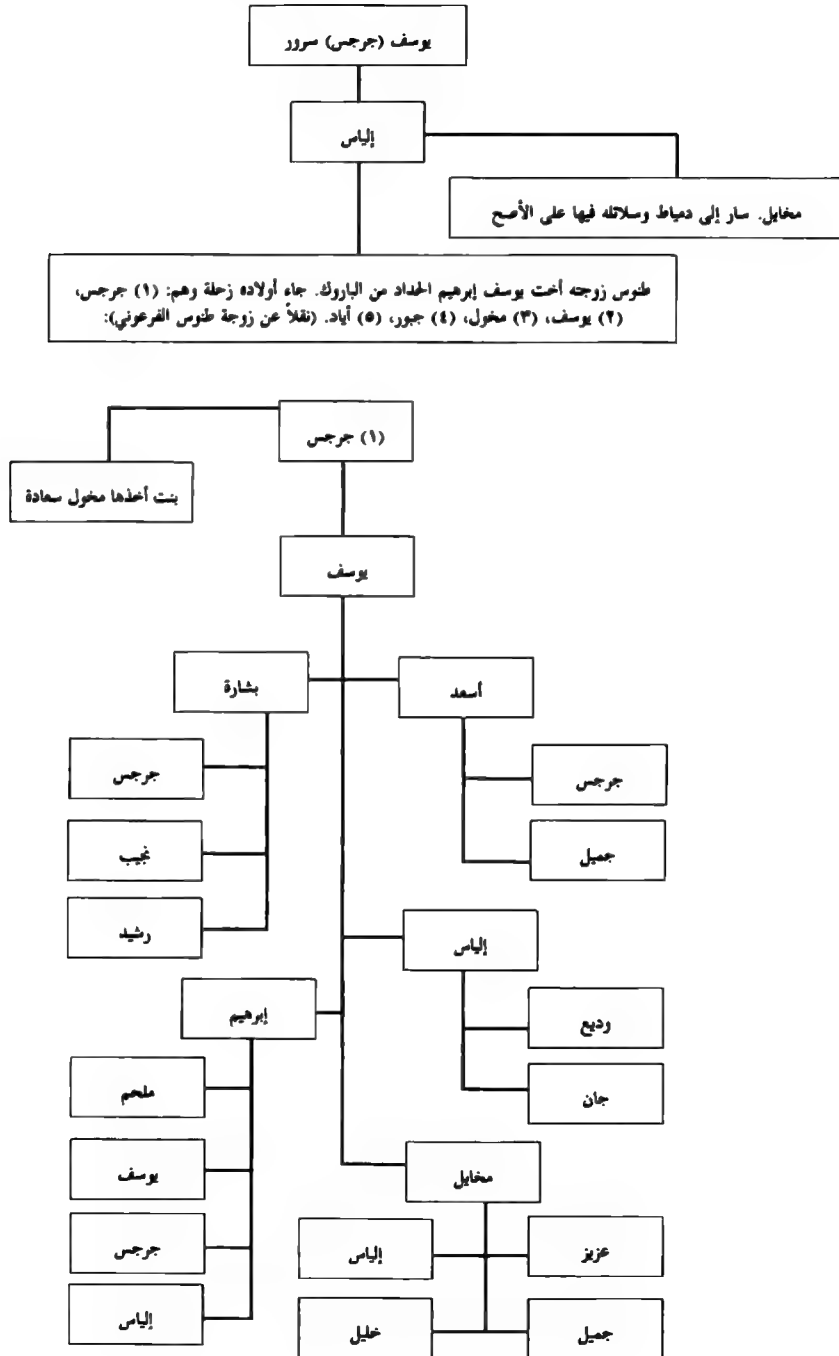 يوسف (جرجس) سرور
إلياس
مخايل. سار إلى دمياط وسلائله فيها على الأصح
طنوس زوجته أخت يوسف إبرهيم الحداد من الباروك. جاء أولاده زحلة وهم: (١) جرجس،
(٢) يوسف، (٣) مخول، (٤) جبور، (٥) أياد. (نقلاً عن زوجة طنوس الفرعوني):
(١) جرجس
بنت أخذها مخول سعادة
يوسف
أسعد
بشارة
جرجس
جرجس
جميل
نجيب
رشيد
إلياس
إبرهيم
وديع
ملحم
جان
يوسف
مخايل
جرجس
عزيز
إلياس
إلياس
جميل
خليل